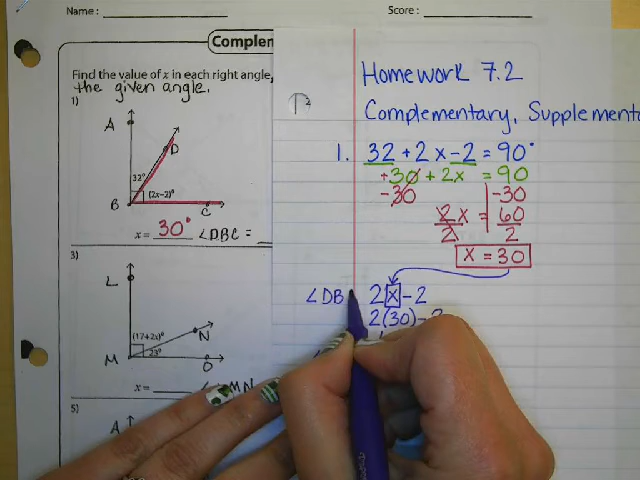 Name :
Score :
Complem
Find the value of x in each right angle,
the given angle.
1)
A
D
32°
(2x−2)°
B
C
x = 30° ∠DBC =
3)
L
(17+2x)°
N
23°
M
O
x = MN
5)
A
Homework 7.2
Complementary, Supplementa
1. 32 + 2x − 2 = 90°
+30 + 2x = 90
−30 −30
2x = 60
2 2
x = 30
∠DB 2x − 2
2(30) −